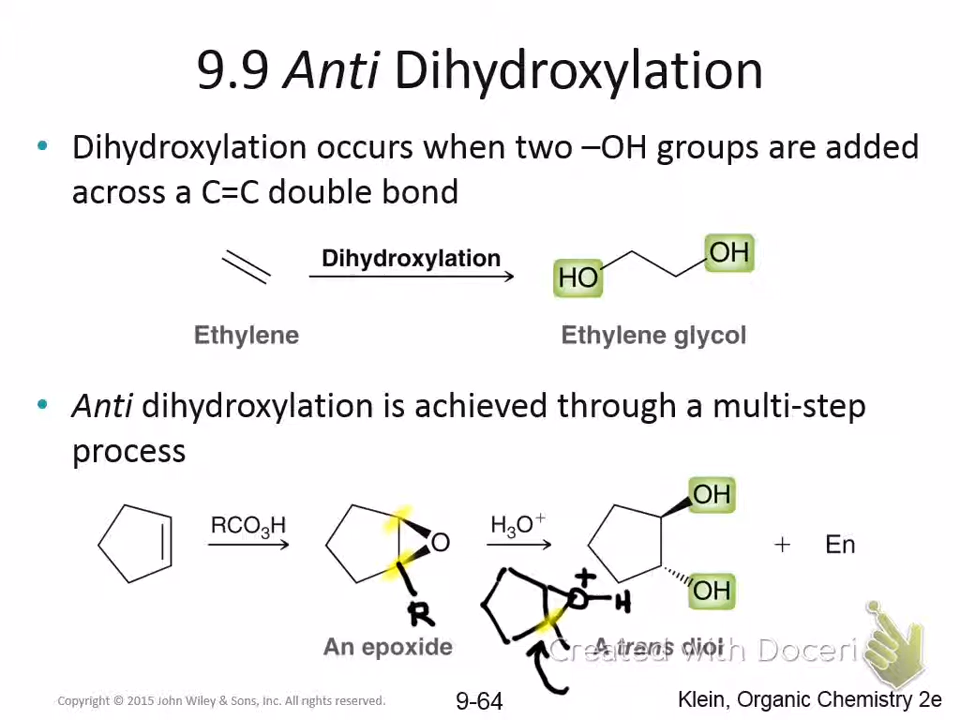 9.9 Anti Dihydroxylation
• Dihydroxylation occurs when two –OH groups are added
across a C=C double bond
Dihydroxylation
HO
OH
Ethylene
Ethylene glycol
• Anti dihydroxylation is achieved through a multi-step
process
RCO₃H
O
H₃O⁺
OH
OH
+ En
R
+
O–H
An epoxide
A trans diol
Created with Doceri
Copyright © 2015 John Wiley & Sons, Inc. All rights reserved.
9-64
Klein, Organic Chemistry 2e